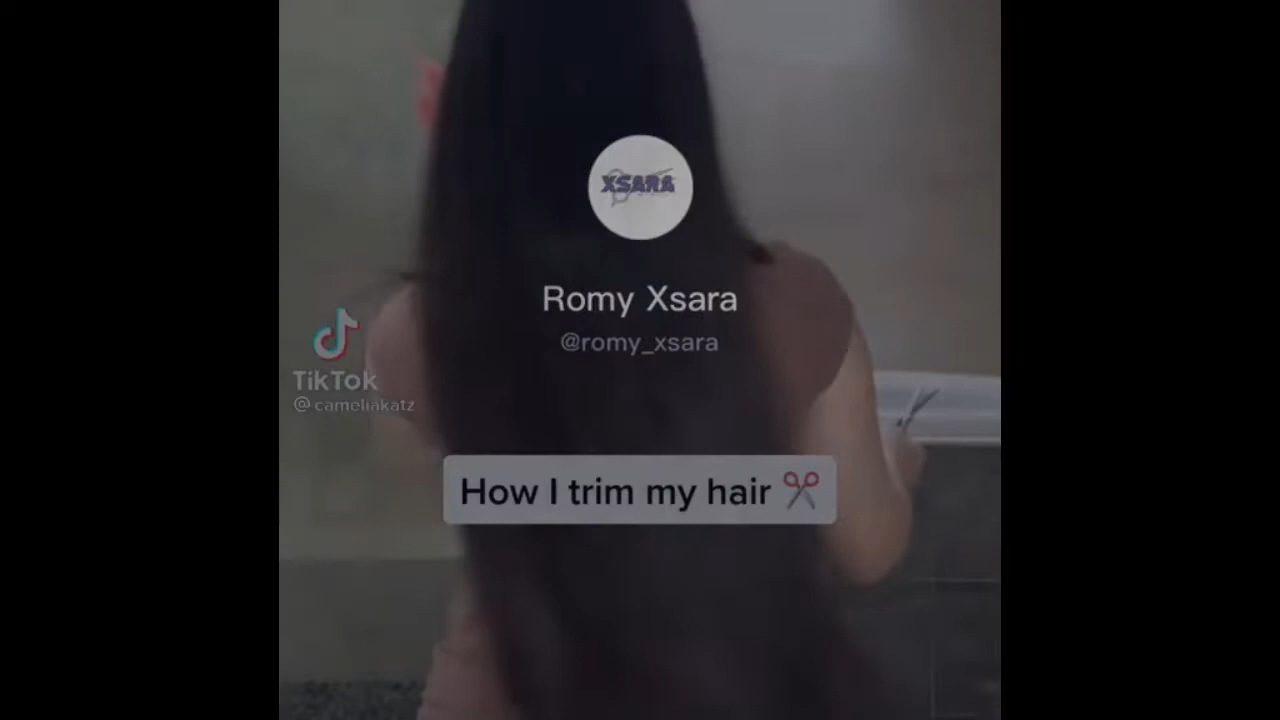 XSARA
Romy Xsara
@romy_xsara
TikTok
@cameliakatz
How I trim my hair ✂️